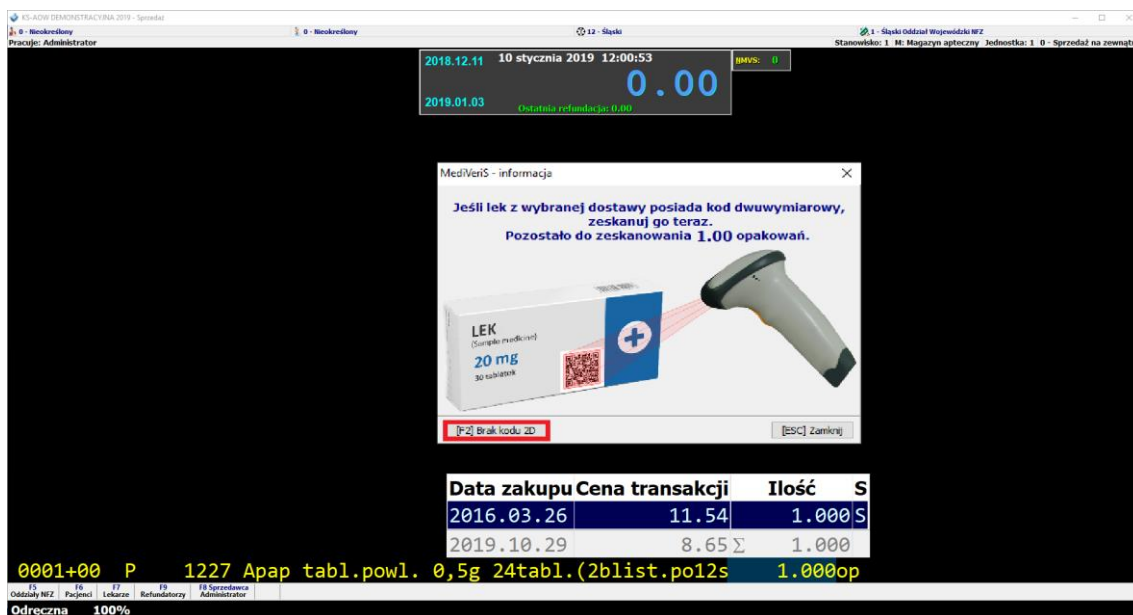 KS-AOW DEMONSTRACYJNA 2019 - Sprzedaż
0 - Nieokreślony 0 - Nieokreślony 12 - Śląski 1 - Śląski Oddział Wojewódzki NFZ
Pracuje: Administrator Stanowisko: 1 M: Magazyn apteczny Jednostka: 1 0 - Sprzedaż na zewnątr
2018.12.11 10 stycznia 2019 12:00:53 NMVS: 0
0.00
2019.01.03 Ostatnia refundacja: 0.00
MediVeriS - informacja
Jeśli lek z wybranej dostawy posiada kod dwuwymiarowy,
zeskanuj go teraz.
Pozostało do zeskanowania 1.00 opakowań.
LEK
(Sample medicine)
20 mg
30 tabletek
[F2] Brak kodu 2D [ESC] Zamknij
Data zakupu Cena transakcji Ilość S
2016.03.26 11.54 1.000 S
2019.10.29 8.65 Σ 1.000
0001+00 P 1227 Apap tabl.powl. 0,5g 24tabl.(2blist.po12s 1.000op
F5 F6 F7 F9 F8 Sprzedawca
Oddziały NFZ Pacjenci Lekarze Refundatorzy Administrator
Odręczna 100%